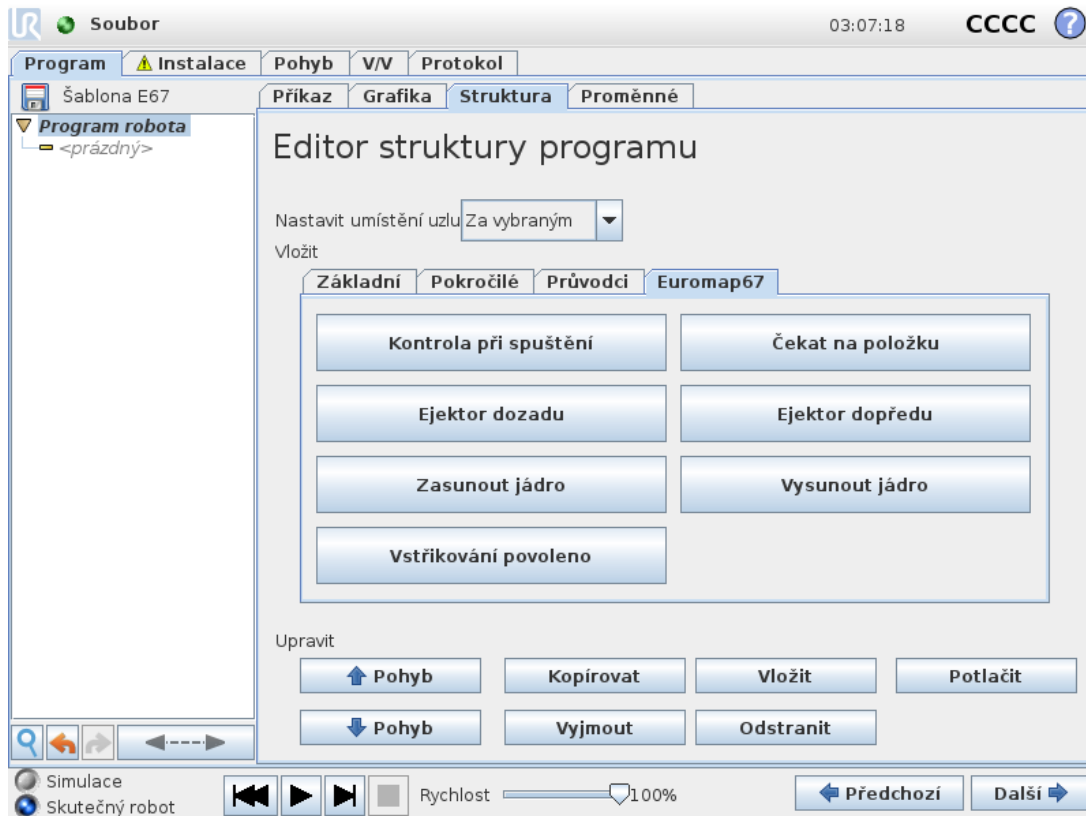 Soubor 03:07:18 CCCC ?
Program Instalace Pohyb V/V Protokol
Šablona E67
Příkaz Grafika Struktura Proměnné
Program robota
<prázdný>
Editor struktury programu
Nastavit umístění uzlu Za vybraným
Vložit
Základní Pokročilé Průvodci Euromap67
Kontrola při spuštění Čekat na položku
Ejektor dozadu Ejektor dopředu
Zasunout jádro Vysunout jádro
Vstřikování povoleno
Upravit
Pohyb Kopírovat Vložit Potlačit
Pohyb Vyjmout Odstranit
Simulace
Skutečný robot
Rychlost 100%
Předchozí Další